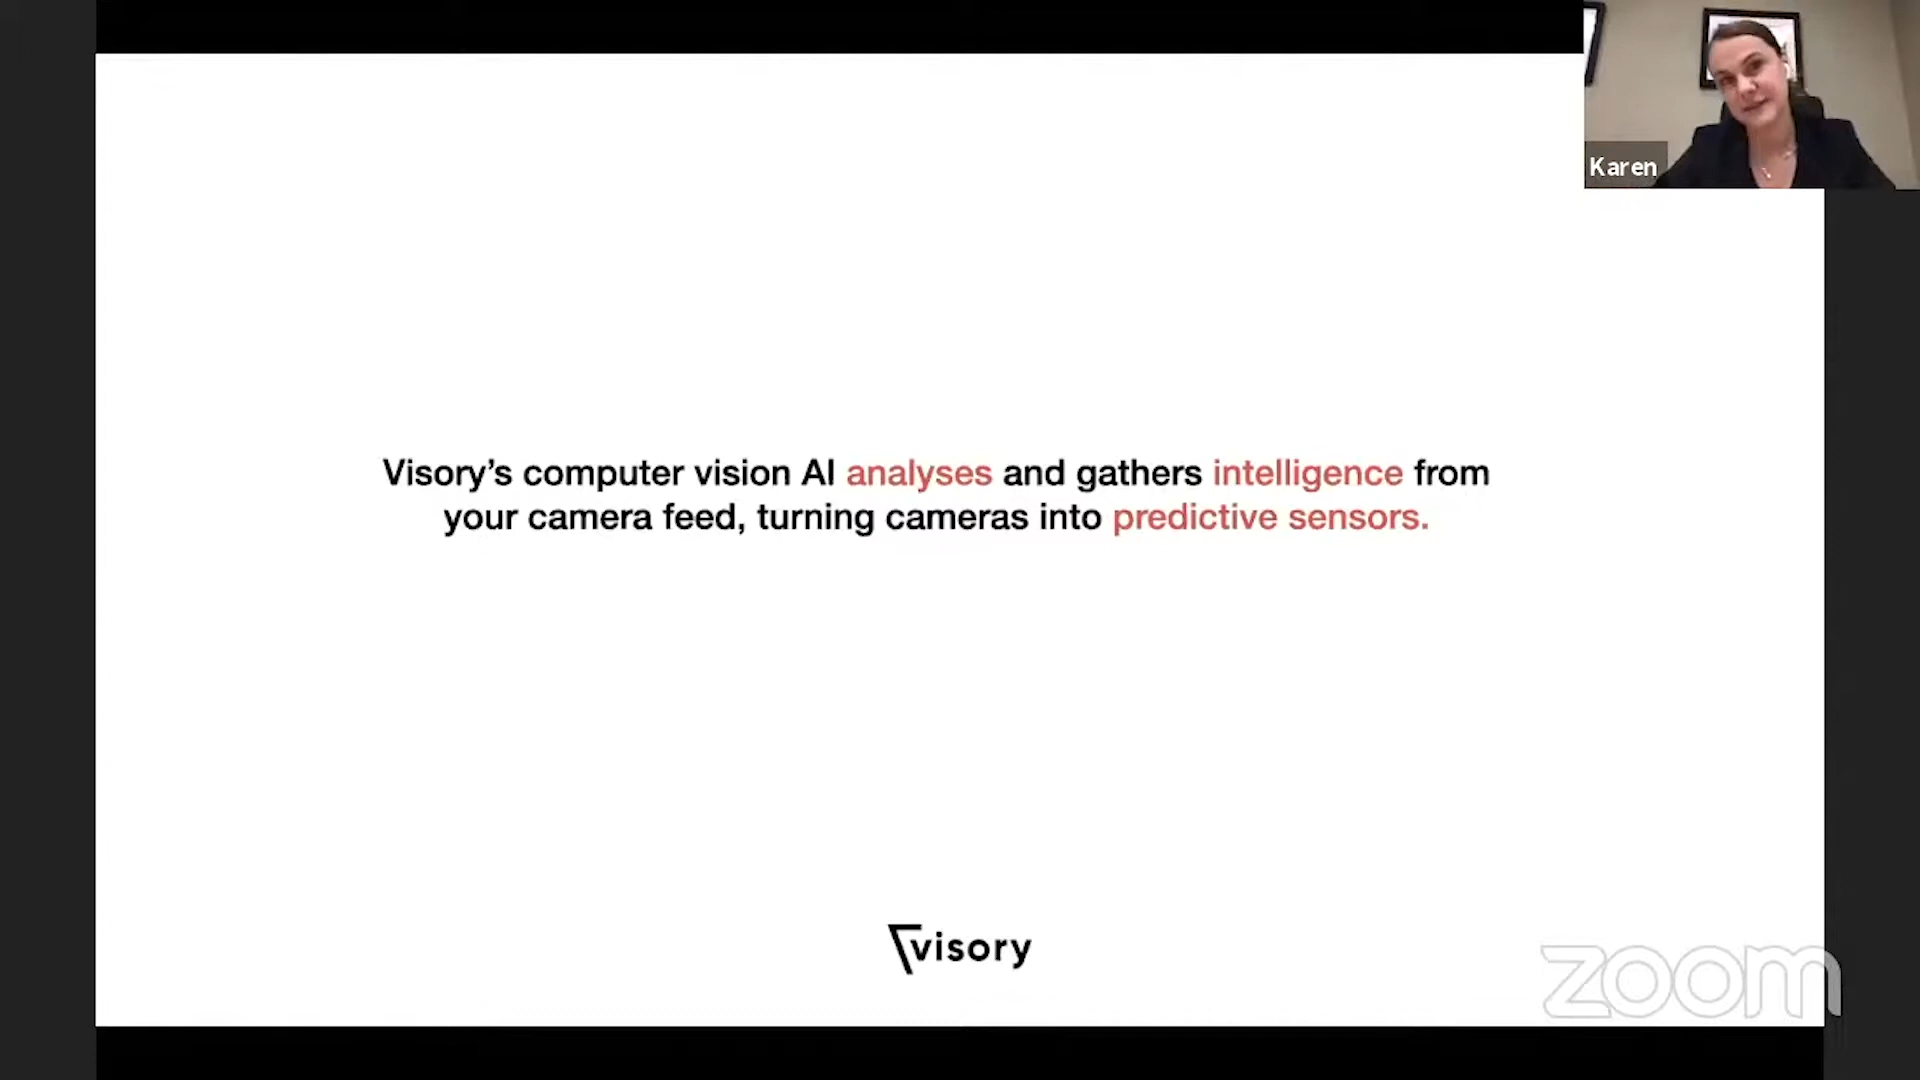 Karen
Visory’s computer vision AI analyses and gathers intelligence from
your camera feed, turning cameras into predictive sensors.
visory
zoom